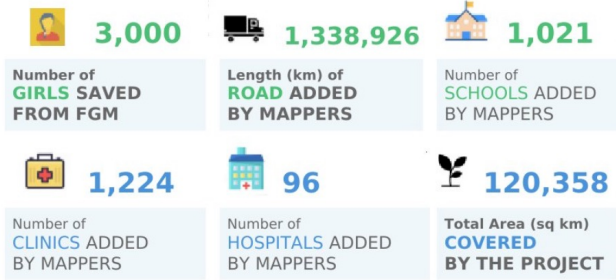 3,000
Number of
GIRLS SAVED
FROM FGM
1,338,926
Length (km) of
ROAD ADDED
BY MAPPERS
1,021
Number of
SCHOOLS ADDED
BY MAPPERS
1,224
Number of
CLINICS ADDED
BY MAPPERS
96
Number of
HOSPITALS ADDED
BY MAPPERS
120,358
Total Area (sq km)
COVERED
BY THE PROJECT